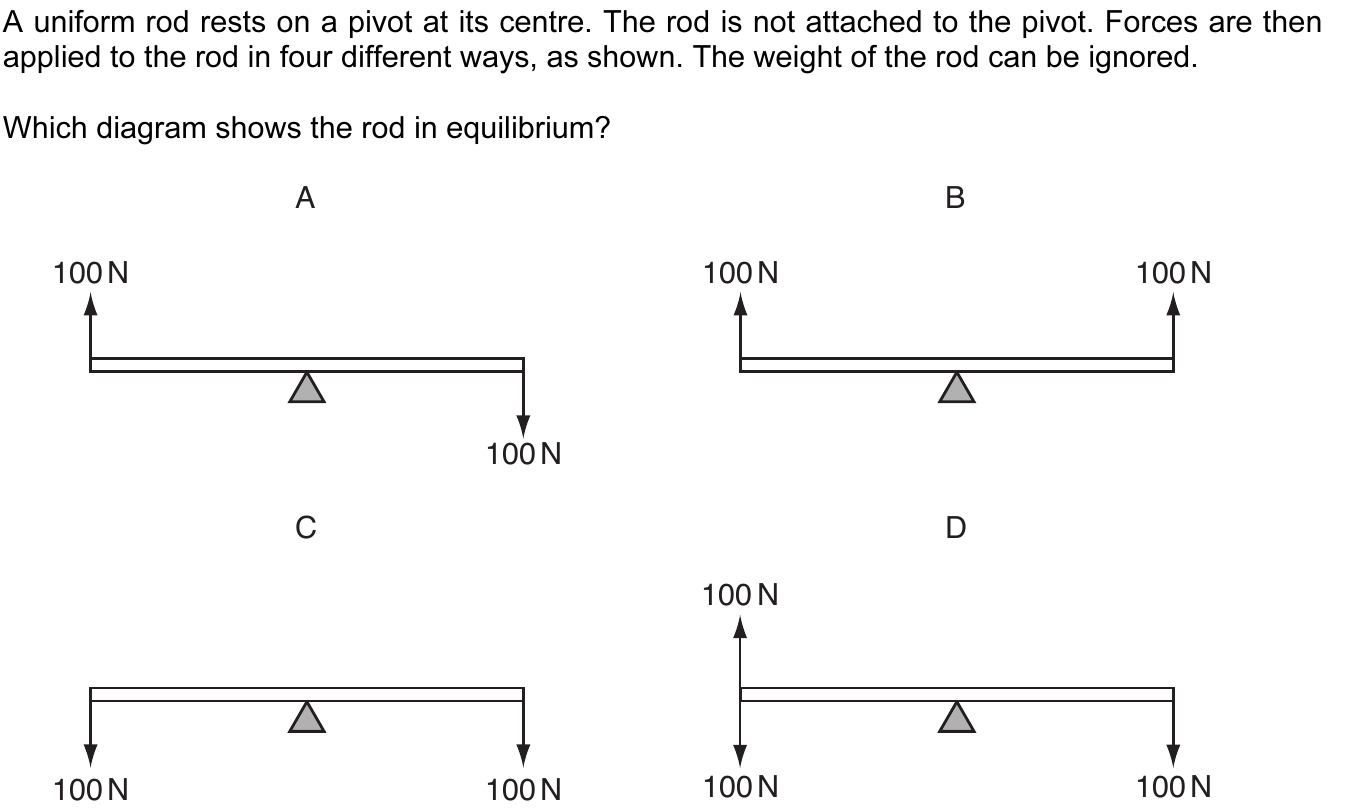 A uniform rod rests on a pivot at its centre. The rod is not attached to the pivot. Forces are then
applied to the rod in four different ways, as shown. The weight of the rod can be ignored.
Which diagram shows the rod in equilibrium?
A
B
100 N
100 N
100 N
100 N
C
D
100 N
100 N
100 N
100 N
100 N